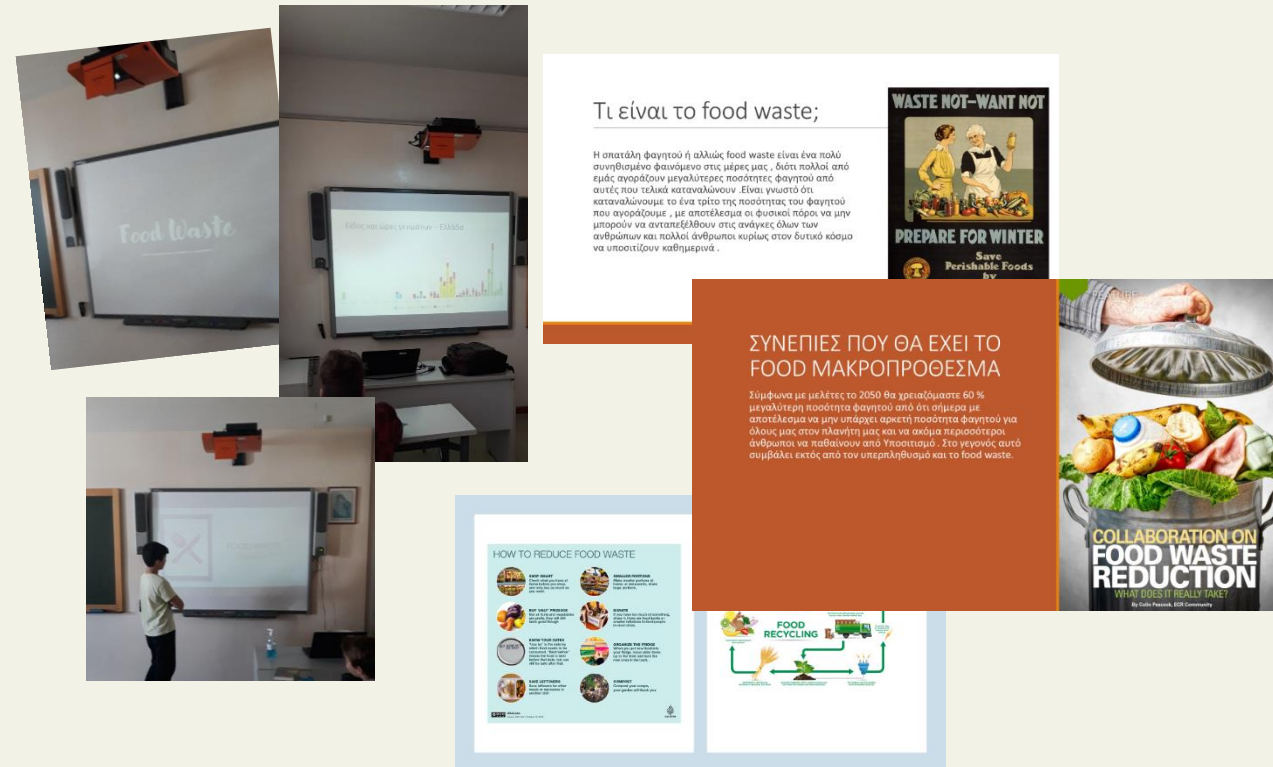 Food Waste
Τι είναι το food waste;
Η σπατάλη φαγητού ή αλλιώς food waste είναι ένα πολύ
συνηθισμένο φαινόμενο στις μέρες μας , διότι πολλοί από
εμάς αγοράζουν μεγαλύτερες ποσότητες φαγητού από
αυτές που τελικά καταναλώνουν .Είναι γνωστό ότι
καταναλώνουμε το ένα τρίτο της ποσότητας του φαγητού
που αγοράζουμε , με αποτέλεσμα οι φυσικοί πόροι να μην
μπορούν να ανταπεξέλθουν στις ανάγκες όλων των
ανθρώπων και πολλοί άνθρωποι κυρίως στον δυτικό κόσμο
να υποσιτίζουν καθημερινά .
WASTE NOT-WANT NOT
PREPARE FOR WINTER
Save
Perishable Foods
by
ΣΥΝΕΠΙΕΣ ΠΟΥ ΘΑ ΕΧΕΙ ΤΟ
FOOD ΜΑΚΡΟΠΡΟΘΕΣΜΑ
Σύμφωνα με μελέτες το 2050 θα χρειαζόμαστε 60 %
μεγαλύτερη ποσότητα φαγητού από ότι σήμερα με
αποτέλεσμα να μην υπάρχει αρκετή ποσότητα φαγητού για
όλους μας στον πλανήτη μας και να ακόμα περισσότεροι
άνθρωποι να παθαίνουν από Υποσιτισμό . Στο γεγονός αυτό
συμβάλει εκτός από τον υπερπληθυσμό και το food waste.
FEATURE
COLLABORATION ON
FOOD WASTE
REDUCTION
WHAT DOES IT REALLY TAKE?
By Colin Peacock, ECR Community
HOW TO REDUCE FOOD WASTE
SHOP SMART
SMALLER PORTIONS
BUY 'UGLY' PRODUCE
DONATE
KNOW YOUR DATES
ORGANIZE THE FRIDGE
SAVE LEFTOVERS
COMPOST
FOOD
RECYCLING